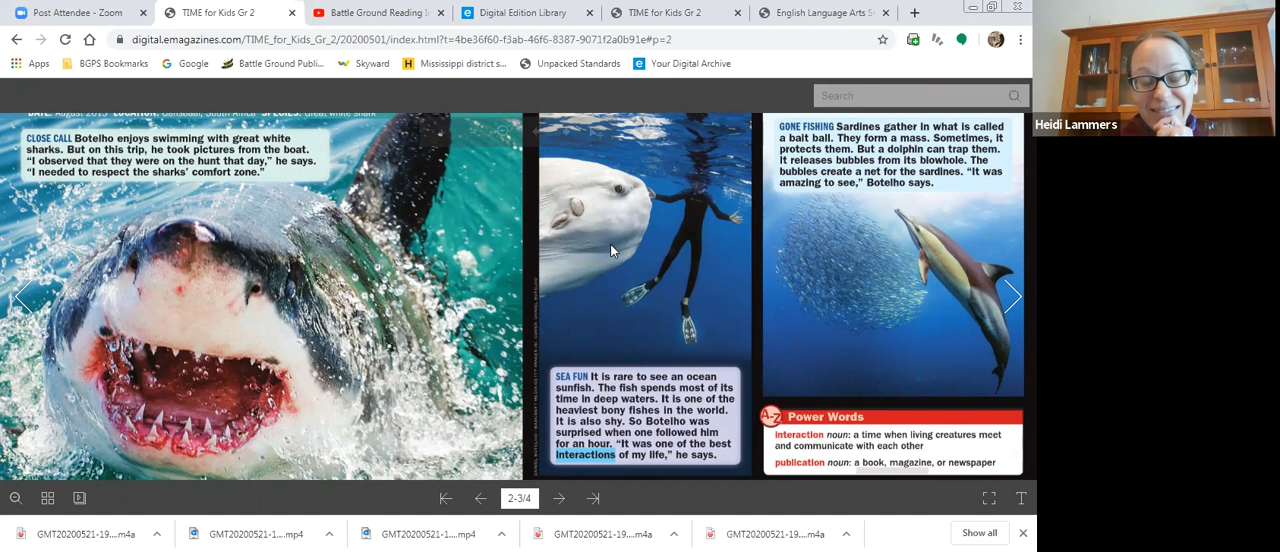 Post Attendee - Zoom
TIME for Kids Gr 2
Battle Ground Reading I
Digital Edition Library
TIME for Kids Gr 2
English Language Arts S
digital.emagazines.com/TIME_for_Kids_Gr_2/20200501/index.html?t=4be36f60-f3ab-46f6-8387-9071f2a0b91e#p=2
Apps
BGPS Bookmarks
Google
Battle Ground Publi...
Skyward
Mississippi district s...
Unpacked Standards
Your Digital Archive
Search
Heidi Lammers
DATE: August 2015 LOCATION: Gansbaai, South Africa SPECIES: Great white shark
CLOSE CALL Botelho enjoys swimming with great white
sharks. But on this trip, he took pictures from the boat.
“I observed that they were on the hunt that day,” he says.
“I needed to respect the sharks’ comfort zone.”
SEA FUN It is rare to see an ocean
sunfish. The fish spends most of its
time in deep waters. It is one of the
heaviest bony fishes in the world.
It is also shy. So Botelho was
surprised when one followed him
for an hour. “It was one of the best
interactions of my life,” he says.
GONE FISHING Sardines gather in what is called
a bait ball. They form a mass. Sometimes, it
protects them. But a dolphin can trap them.
It releases bubbles from its blowhole. The
bubbles create a net for the sardines. “It was
amazing to see,” Botelho says.
A-Z Power Words
interaction noun: a time when living creatures meet
and communicate with each other
publication noun: a book, magazine, or newspaper
2-3/4
GMT20200521-19....m4a
GMT20200521-1....mp4
GMT20200521-1....mp4
GMT20200521-19....m4a
GMT20200521-19....m4a
Show all